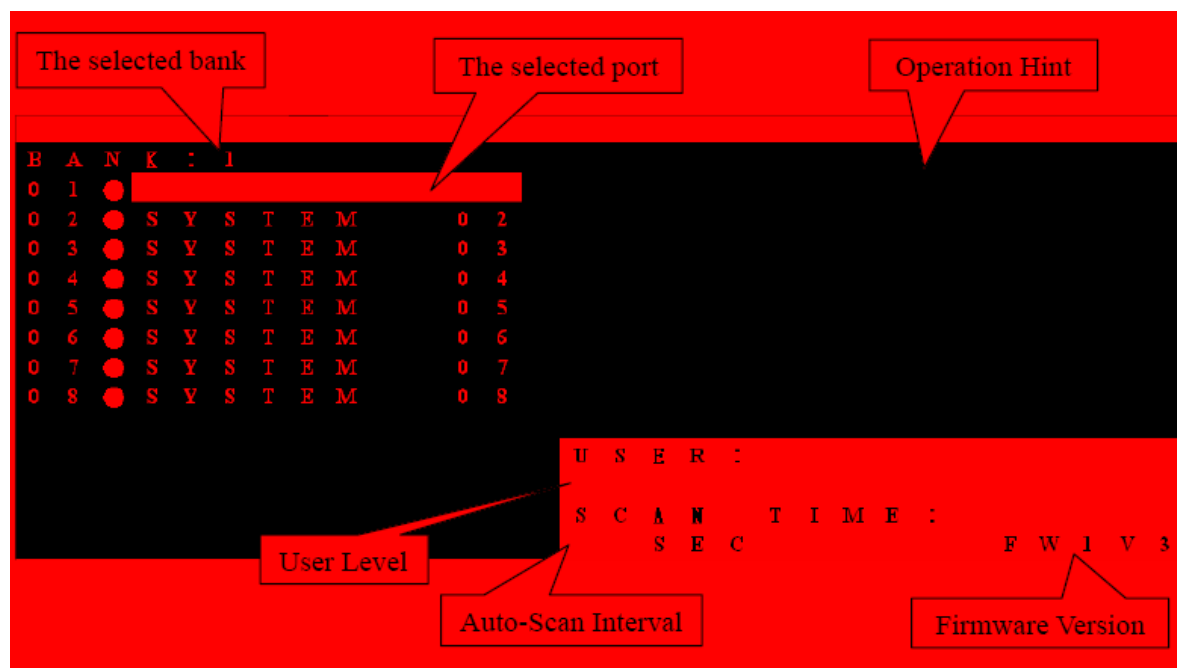 The selected bank
The selected port
Operation Hint
BANK:1
01
02 SYSTEM 02
03 SYSTEM 03
04 SYSTEM 04
05 SYSTEM 05
06 SYSTEM 06
07 SYSTEM 07
08 SYSTEM 08
USER:
SCAN TIME:
SEC FW1V3
User Level
Auto-Scan Interval
Firmware Version